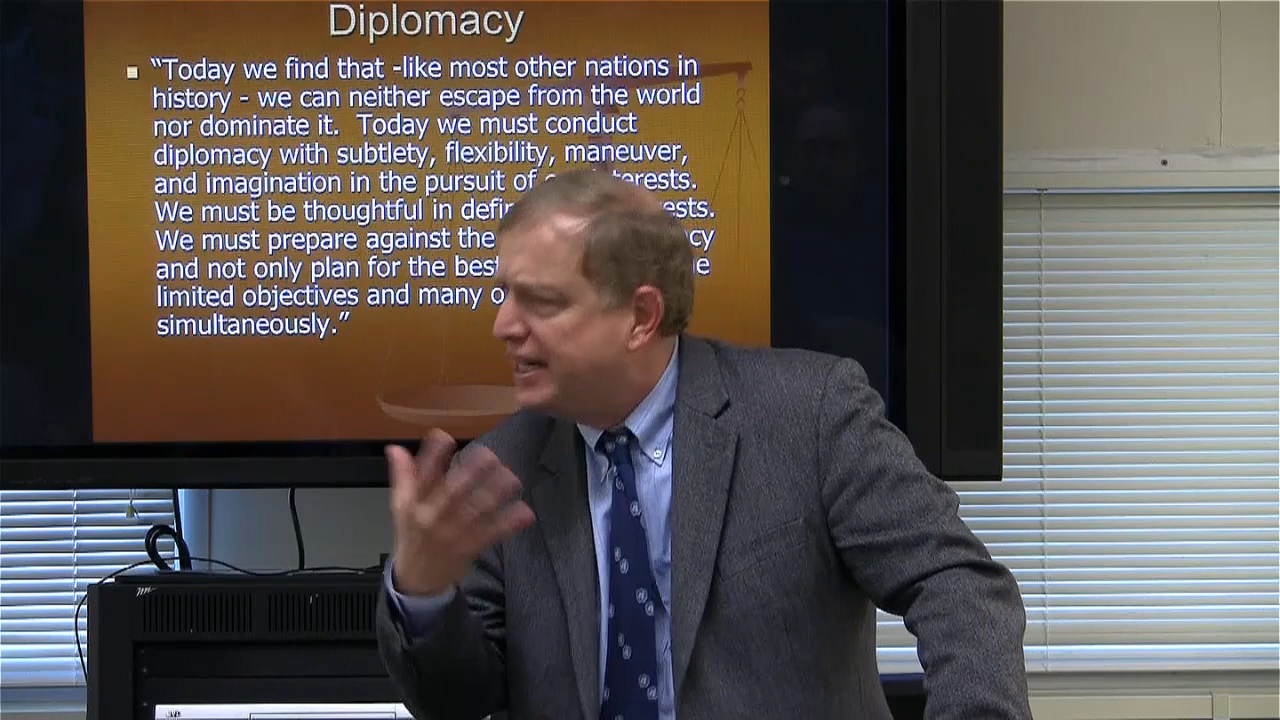 Diplomacy
“Today we find that -like most other nations in
history - we can neither escape from the world
nor dominate it. Today we must conduct
diplomacy with subtlety, flexibility, maneuver,
and imagination in the pursuit of
We must be thoughtful in
We must prepare against the
and not only plan for the best
limited objectives and many
simultaneously.”
JVC